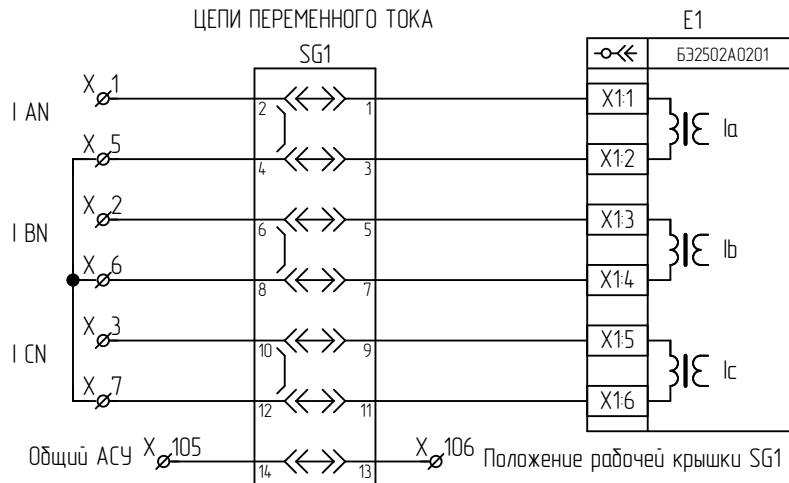 ЦЕПИ ПЕРЕМЕННОГО ТОКА
SG1
E1
БЭ2502А0201
I AN
X 1
2
1
X1:1
Ia
X 5
4
3
X1:2
I BN
X 2
6
5
X1:3
Ib
X 6
8
7
X1:4
I CN
X 3
10
9
X1:5
Ic
X 7
12
11
X1:6
Общий АСУ
X 105
14
13
X 106
Положение рабочей крышки SG1